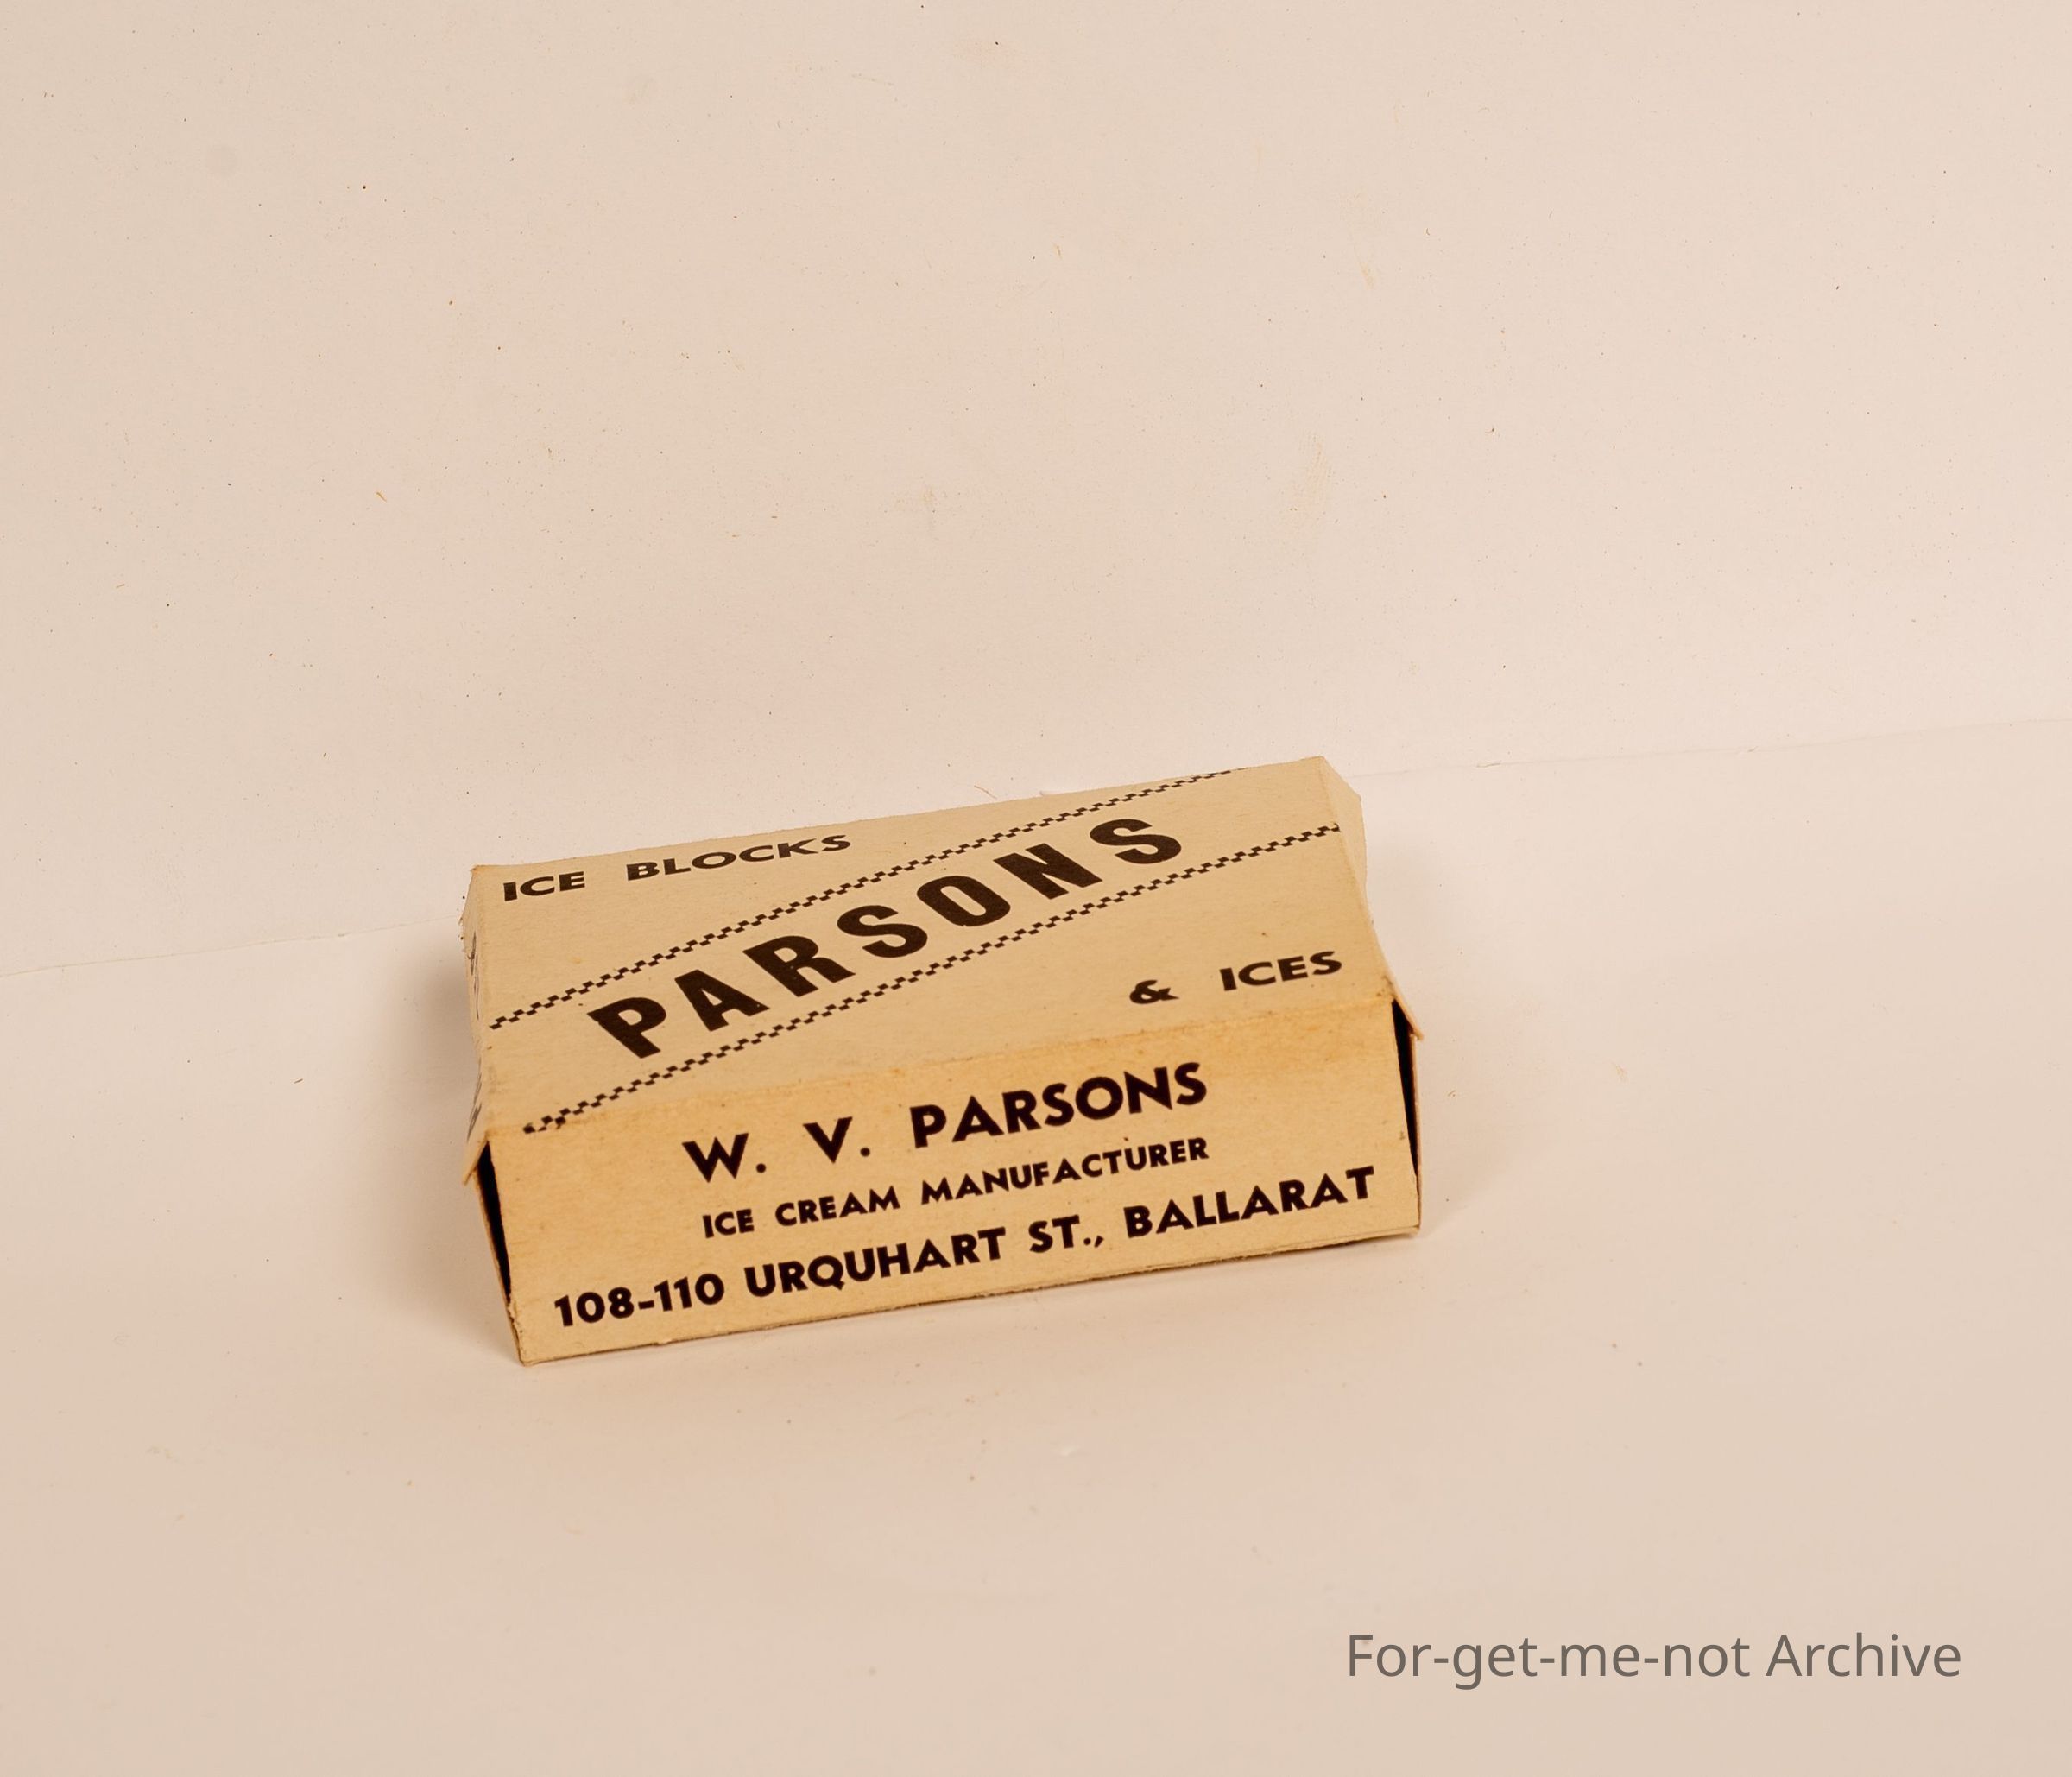 ICE BLOCKS
PARSONS
& ICES
W. V. PARSONS
ICE CREAM MANUFACTURER
108-110 URQUHART ST., BALLARAT
For-get-me-not Archive